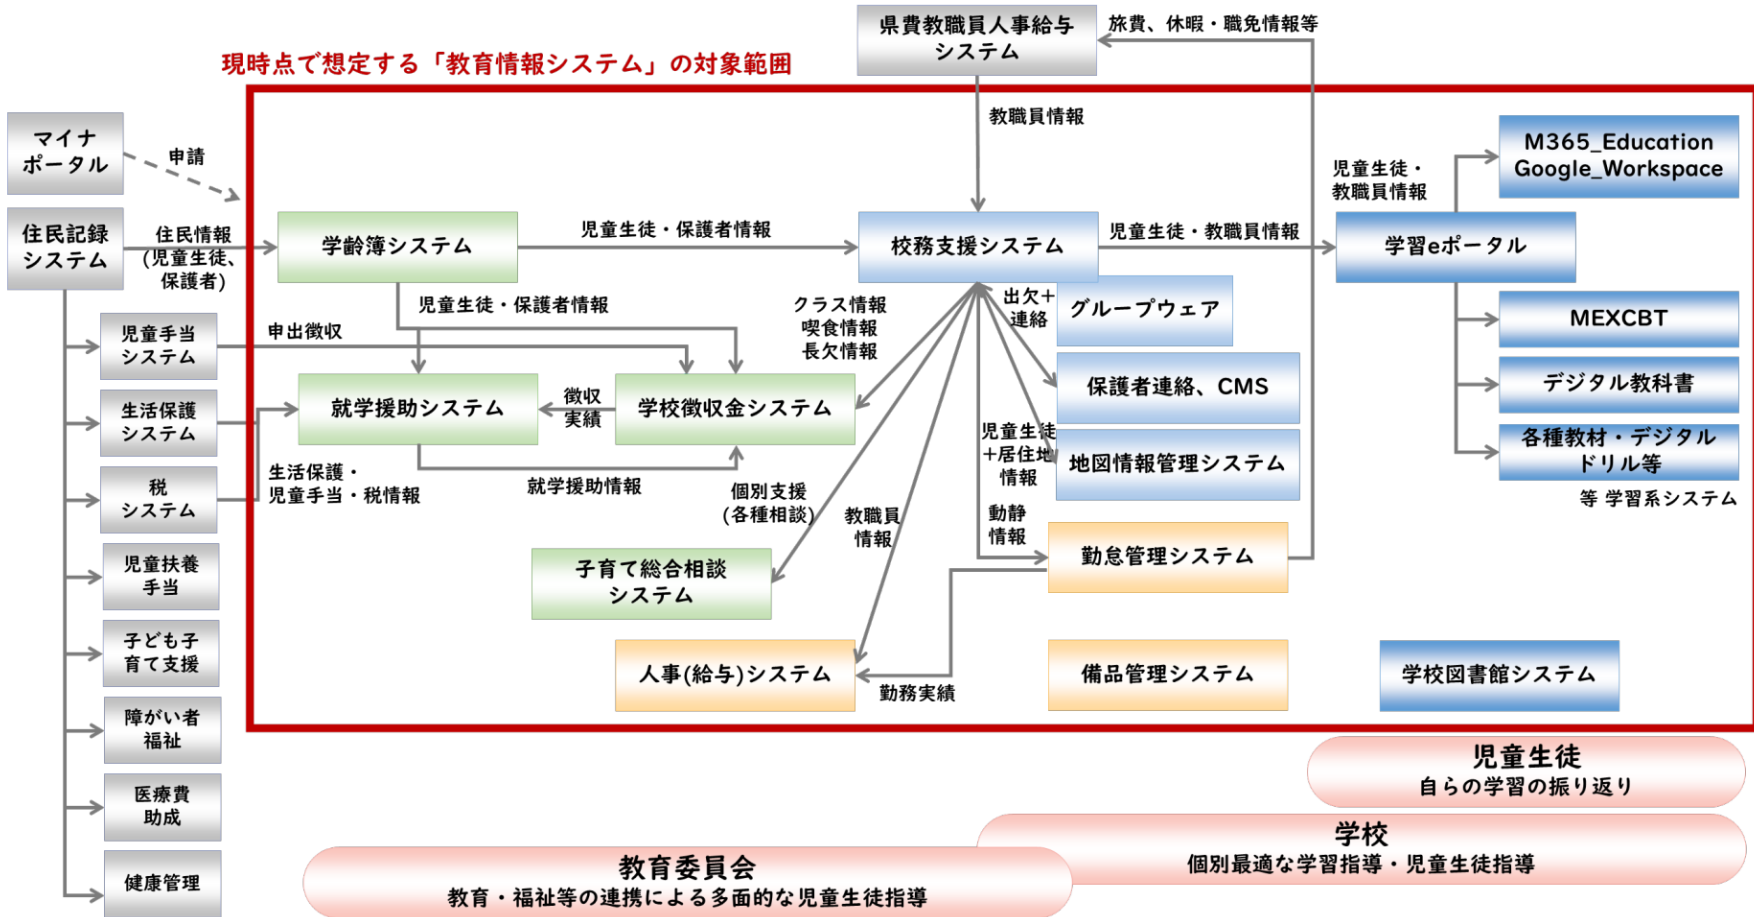 県費教職員人事給与
システム
旅費、休暇・職免情報等
現時点で想定する「教育情報システム」の対象範囲
教職員情報
マイナ
ポータル
申請
住民記録
システム
住民情報
(児童生徒、
保護者)
学齢簿システム
児童生徒・保護者情報
校務支援システム
児童生徒・教職員情報
学習eポータル
児童生徒・
教職員情報
M365_Education
Google_Workspace
MEXCBT
デジタル教科書
各種教材・デジタル
ドリル等
等 学習系システム
児童生徒・保護者情報
クラス情報
喫食情報
長欠情報
出欠+
連絡
グループウェア
保護者連絡、CMS
児童生徒
+居住地
情報
地図情報管理システム
児童手当
システム
申出徴収
就学援助システム
徴収
実績
学校徴収金システム
生活保護
システム
生活保護・
児童手当・税情報
就学援助情報
税
システム
個別支援
(各種相談)
教職員
情報
動静
情報
勤怠管理システム
児童扶養
手当
子育て総合相談
システム
子ども子
育て支援
人事(給与)システム
勤務実績
備品管理システム
学校図書館システム
障がい者
福祉
医療費
助成
健康管理
児童生徒
自らの学習の振り返り
学校
個別最適な学習指導・児童生徒指導
教育委員会
教育・福祉等の連携による多面的な児童生徒指導